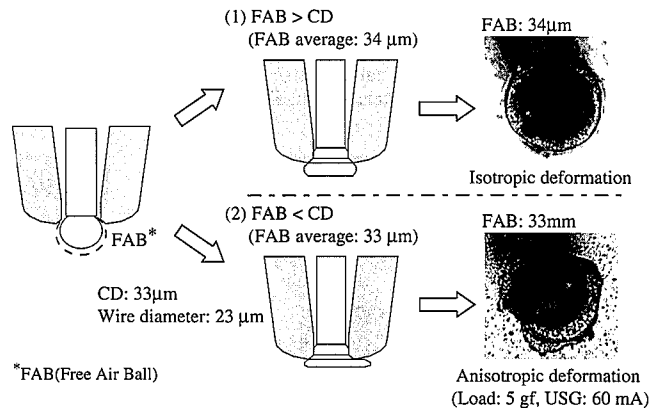 (1) FAB > CD
(FAB average: 34 µm)
FAB: 34µm
Isotropic deformation
FAB*
CD: 33µm
Wire diameter: 23 µm
(2) FAB < CD
(FAB average: 33 µm)
FAB: 33mm
Anisotropic deformation
(Load: 5 gf, USG: 60 mA)
*FAB(Free Air Ball)